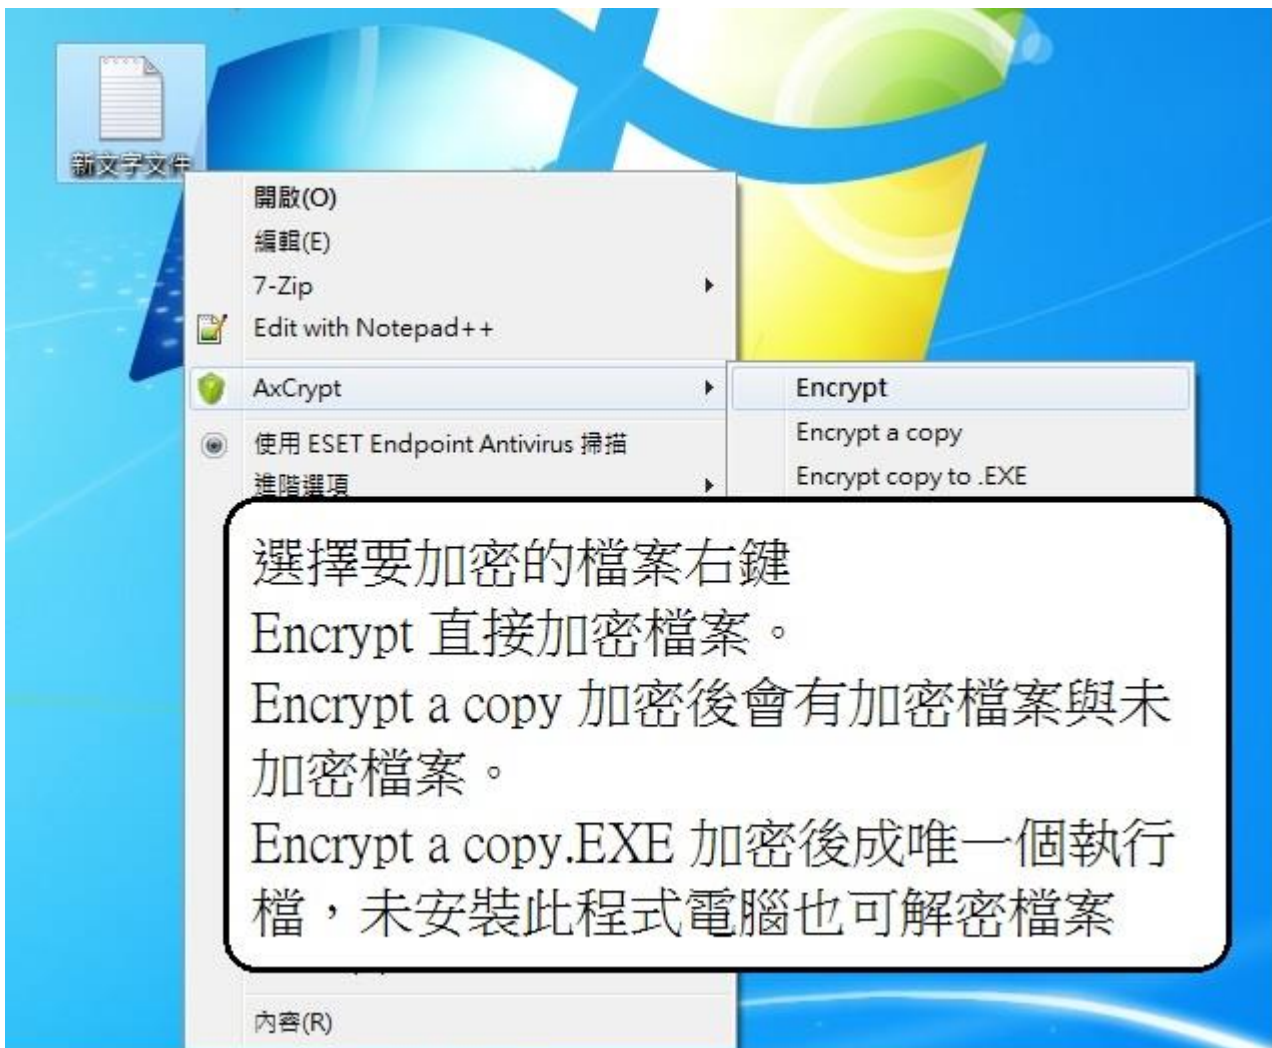 新文字文件
開啟(O)
編輯(E)
7-Zip
Edit with Notepad++
AxCrypt
Encrypt
Encrypt a copy
Encrypt copy to .EXE
使用 ESET Endpoint Antivirus 掃描
進階選項
選擇要加密的檔案右鍵
Encrypt 直接加密檔案。
Encrypt a copy 加密後會有加密檔案與未
加密檔案。
Encrypt a copy.EXE 加密後成唯一個執行
檔，未安裝此程式電腦也可解密檔案
內容(R)